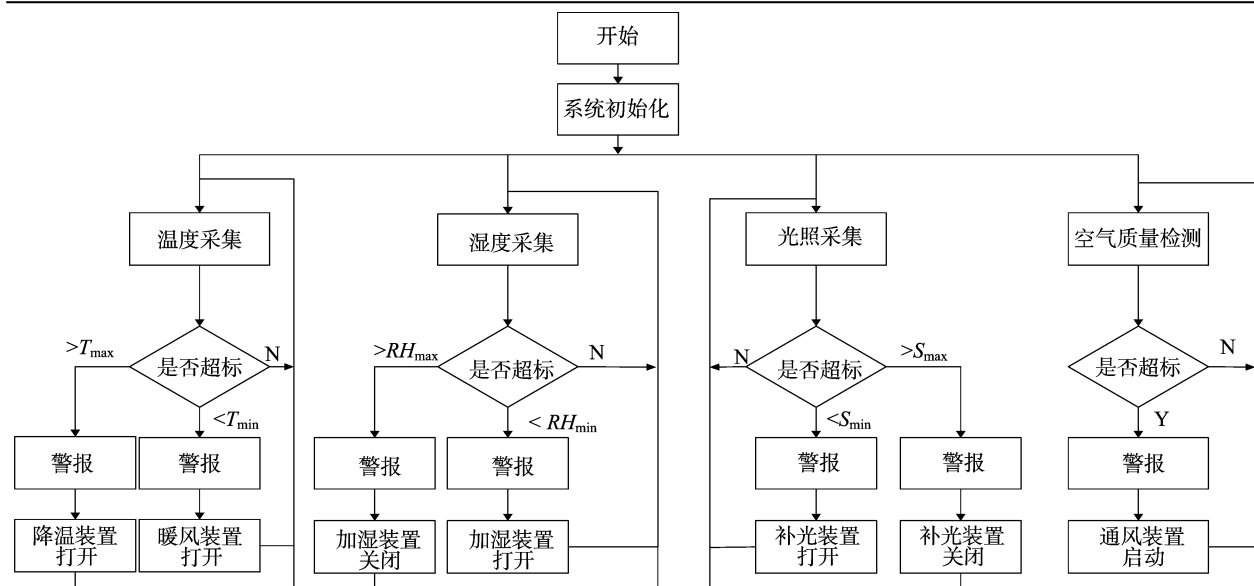 开始
系统初始化
温度采集
湿度采集
光照采集
空气质量检测
>Tmax
是否超标
N
>RHmax
是否超标
N
N
是否超标
>Smax
是否超标
N
<Tmin
< RHmin
<Smin
Y
警报
警报
警报
警报
警报
警报
警报
降温装置
打开
暖风装置
打开
加湿装置
关闭
加湿装置
打开
补光装置
打开
补光装置
关闭
通风装置
启动